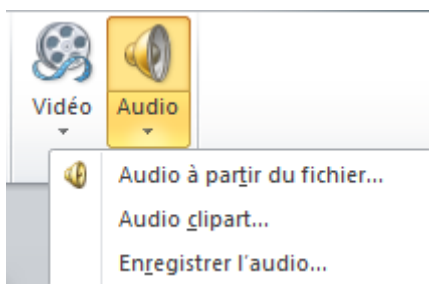 Vidéo Audio
Audio à partir du fichier...
Audio clipart...
Enregistrer l'audio...